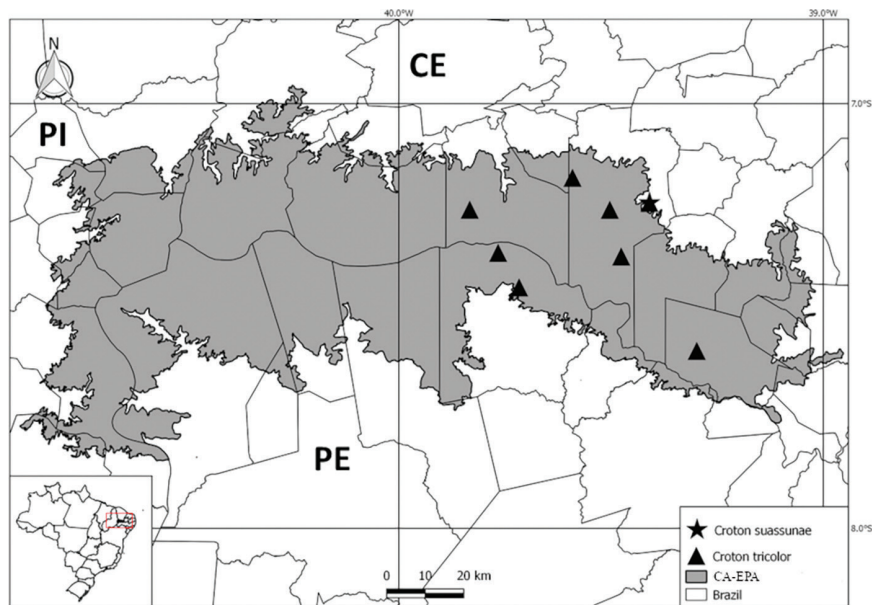 40.0°W 39.0°W
N
CE
7.0°S
PI
PE
8.0°S
0 10 20 km
Croton suassunae
Croton tricolor
CA-EPA
Brazil